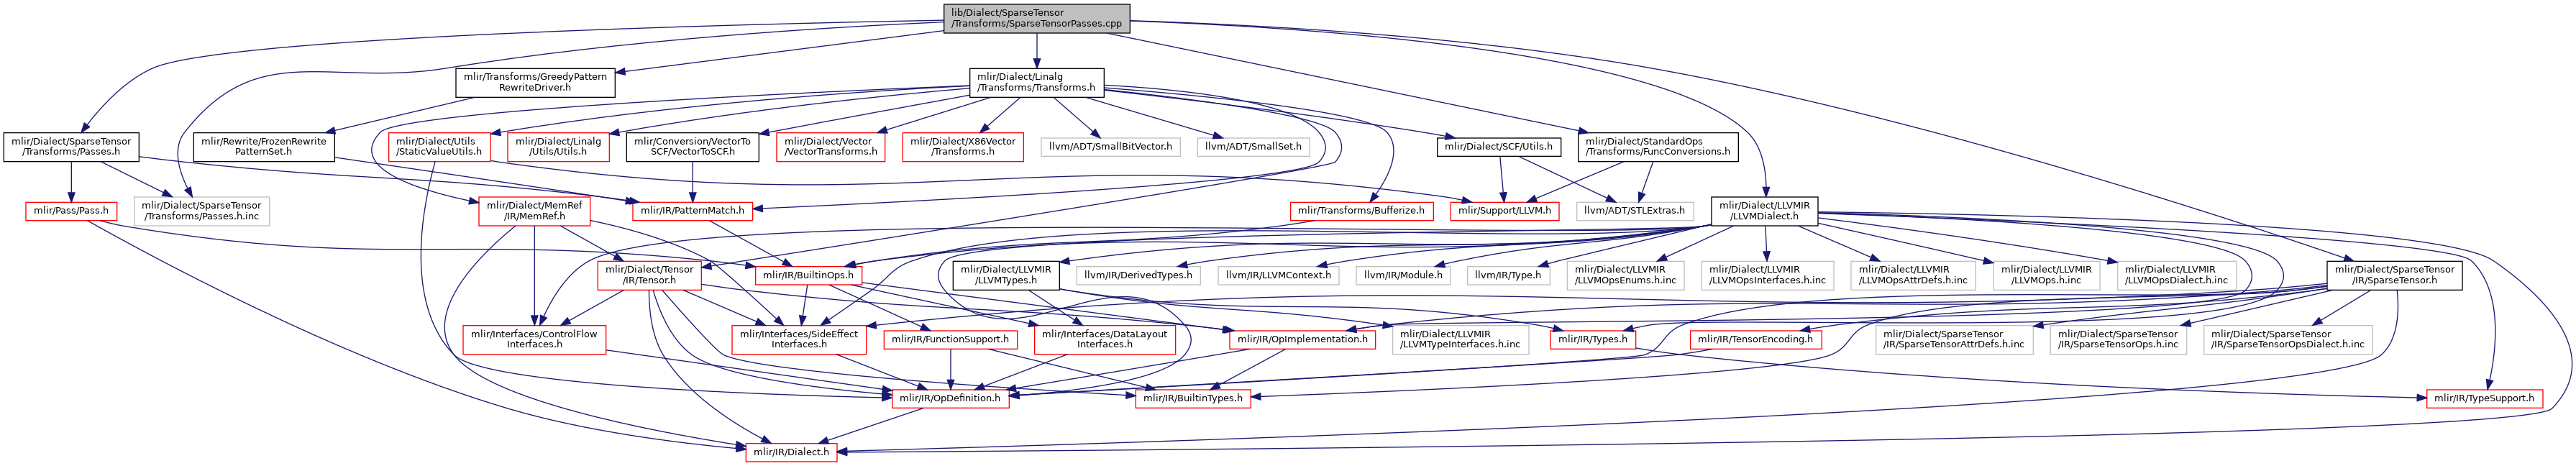 lib/Dialect/SparseTensor
/Transforms/SparseTensorPasses.cpp
mlir/Transforms/GreedyPattern
RewriteDriver.h
mlir/Dialect/Linalg
/Transforms/Transforms.h
mlir/Dialect/SparseTensor
/Transforms/Passes.h
mlir/Rewrite/FrozenRewrite
PatternSet.h
mlir/Dialect/Utils
/StaticValueUtils.h
mlir/Dialect/Linalg
/Utils/Utils.h
mlir/Conversion/VectorTo
SCF/VectorToSCF.h
mlir/Dialect/Vector
/VectorTransforms.h
mlir/Dialect/X86Vector
/Transforms.h
llvm/ADT/SmallBitVector.h
llvm/ADT/SmallSet.h
mlir/Dialect/SCF/Utils.h
mlir/Dialect/StandardOps
/Transforms/FuncConversions.h
mlir/Pass/Pass.h
mlir/Dialect/SparseTensor
/Transforms/Passes.h.inc
mlir/Dialect/MemRef
/IR/MemRef.h
mlir/IR/PatternMatch.h
mlir/Transforms/Bufferize.h
mlir/Support/LLVM.h
llvm/ADT/STLExtras.h
mlir/Dialect/LLVMIR
/LLVMDialect.h
mlir/Dialect/Tensor
/IR/Tensor.h
mlir/IR/BuiltinOps.h
mlir/Dialect/LLVMIR
/LLVMTypes.h
llvm/IR/DerivedTypes.h
llvm/IR/LLVMContext.h
llvm/IR/Module.h
llvm/IR/Type.h
mlir/Dialect/LLVMIR
/LLVMOpsEnums.h.inc
mlir/Dialect/LLVMIR
/LLVMOpsInterfaces.h.inc
mlir/Dialect/LLVMIR
/LLVMOpsAttrDefs.h.inc
mlir/Dialect/LLVMIR
/LLVMOps.h.inc
mlir/Dialect/LLVMIR
/LLVMOpsDialect.h.inc
mlir/Dialect/SparseTensor
/IR/SparseTensor.h
mlir/Interfaces/ControlFlow
Interfaces.h
mlir/Interfaces/SideEffect
Interfaces.h
mlir/IR/FunctionSupport.h
mlir/Interfaces/DataLayout
Interfaces.h
mlir/IR/OpImplementation.h
mlir/Dialect/LLVMIR
/LLVMTypeInterfaces.h.inc
mlir/IR/Types.h
mlir/IR/TensorEncoding.h
mlir/Dialect/SparseTensor
/IR/SparseTensorAttrDefs.h.inc
mlir/Dialect/SparseTensor
/IR/SparseTensorOps.h.inc
mlir/Dialect/SparseTensor
/IR/SparseTensorOpsDialect.h.inc
mlir/IR/OpDefinition.h
mlir/IR/BuiltinTypes.h
mlir/IR/TypeSupport.h
mlir/IR/Dialect.h